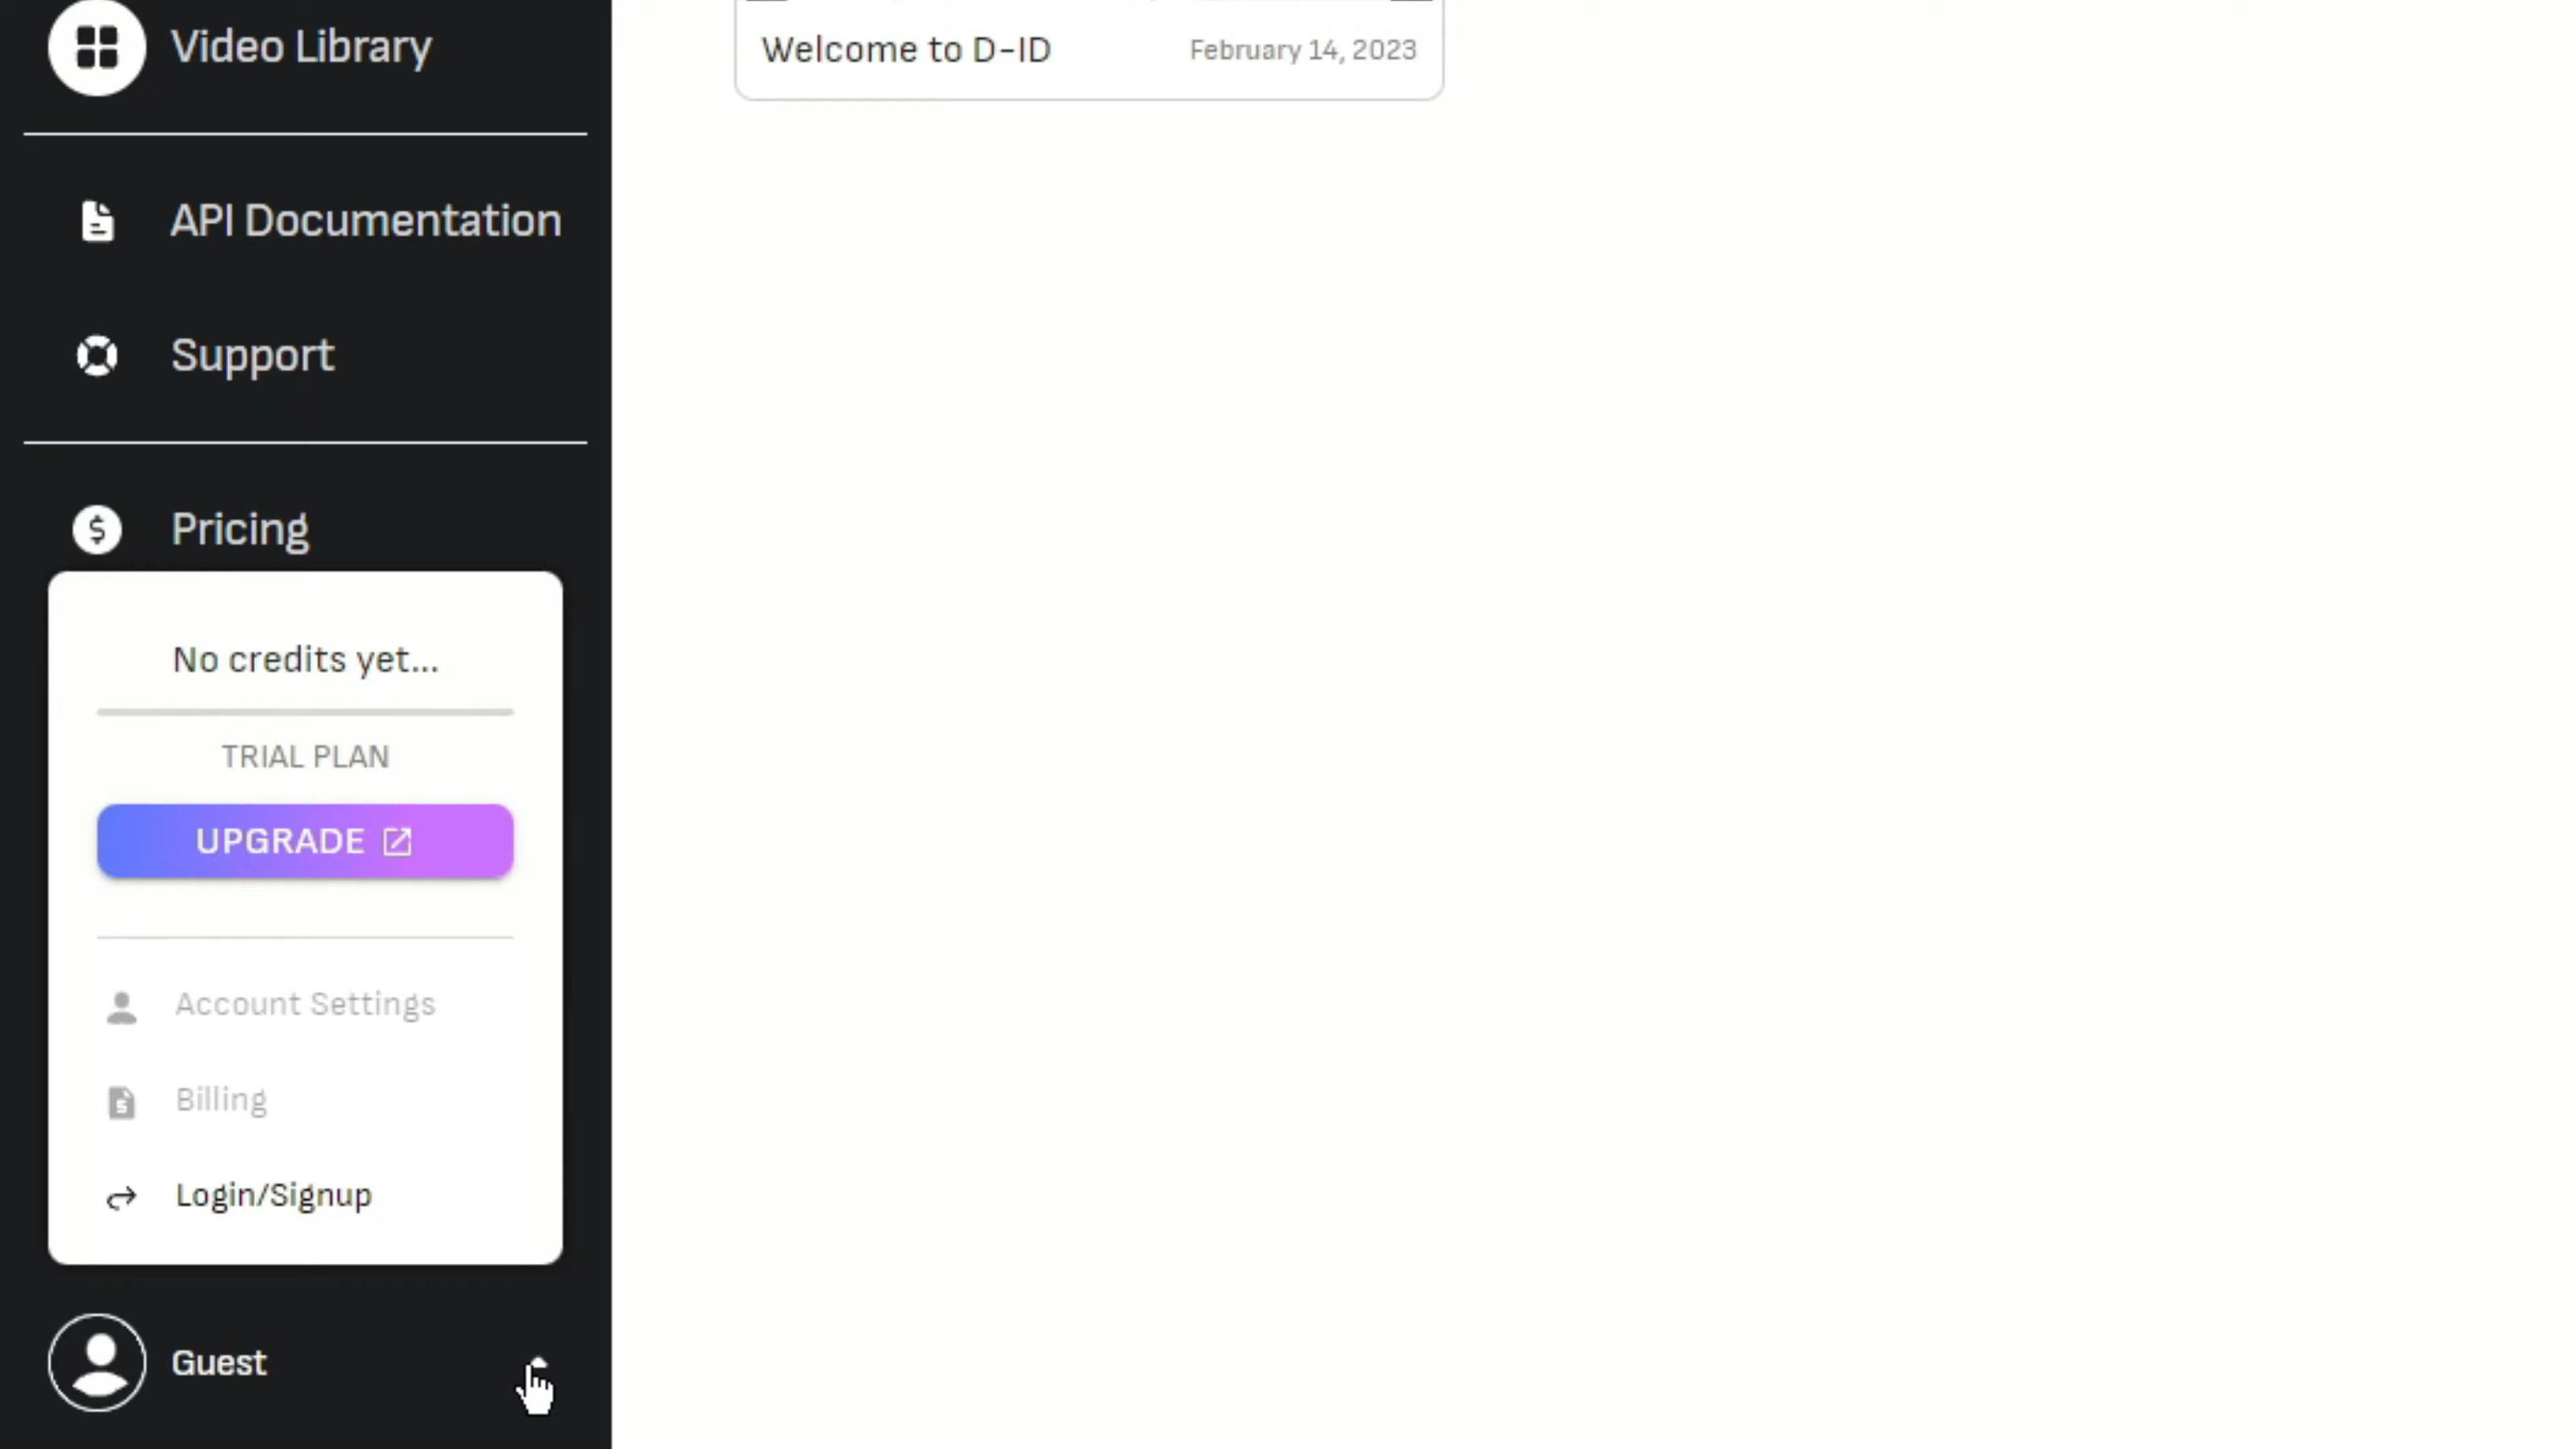 Video Library
Welcome to D-ID
February 14, 2023
API Documentation
Support
Pricing
No credits yet...
TRIAL PLAN
UPGRADE
Account Settings
Billing
Login/Signup
Guest